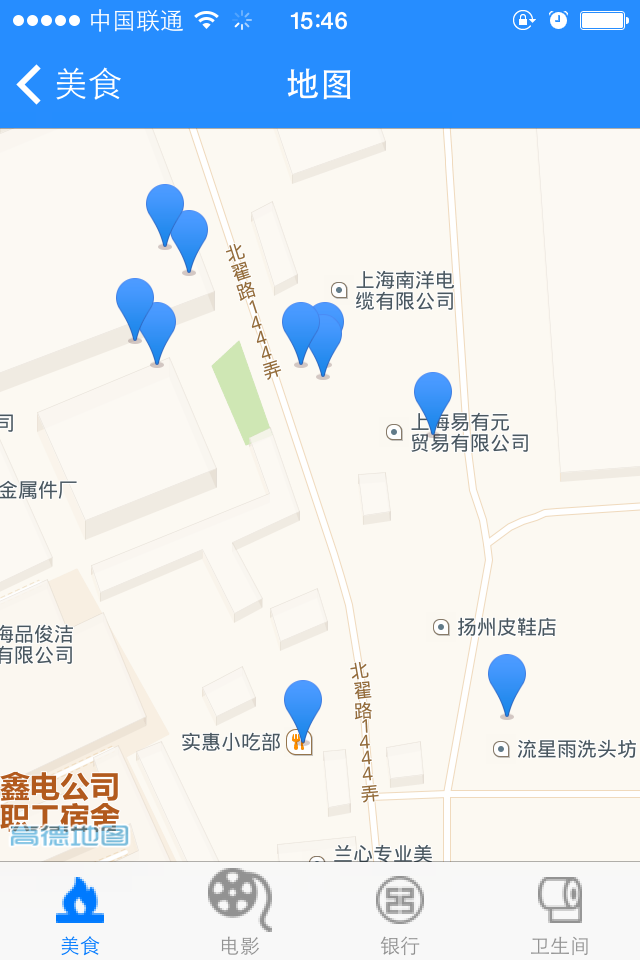 中国联通 15:46
美食 地图
北翟路1444弄
上海南洋电
缆有限公司
上海易有元
贸易有限公司
司
金属件厂
扬州皮鞋店
海品俊洁
有限公司
北翟路1444弄
实惠小吃部
流星雨洗头坊
鑫电公司
职工宿舍
高德地图
兰心专业美
美食 电影 银行 卫生间